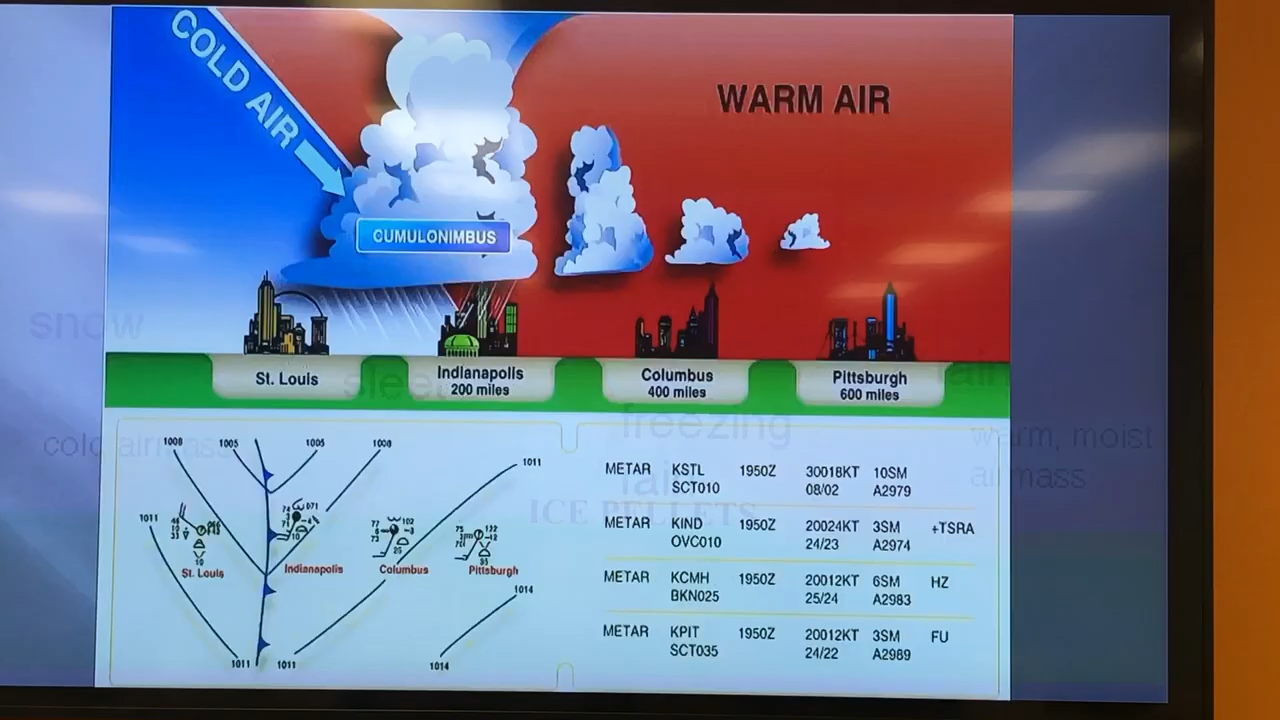 COLD AIR
WARM AIR
CUMULONIMBUS
snow
sleet
St. Louis
Indianapolis
200 miles
Columbus
400 miles
Pittsburgh
600 miles
rain
freezing
rain
cold airmass
warm, moist
airmass
ICE PELLETS
1008 1005 1005 1008
1011
1011
St. Louis Indianapolis Columbus Pittsburgh
1014
1011 1011 1014
METAR KSTL 1950Z 30018KT 10SM
SCT010 08/02 A2979
METAR KIND 1950Z 20024KT 3SM +TSRA
OVC010 24/23 A2974
METAR KCMH 1950Z 20012KT 6SM HZ
BKN025 25/24 A2983
METAR KPIT 1950Z 20012KT 3SM FU
SCT035 24/22 A2989